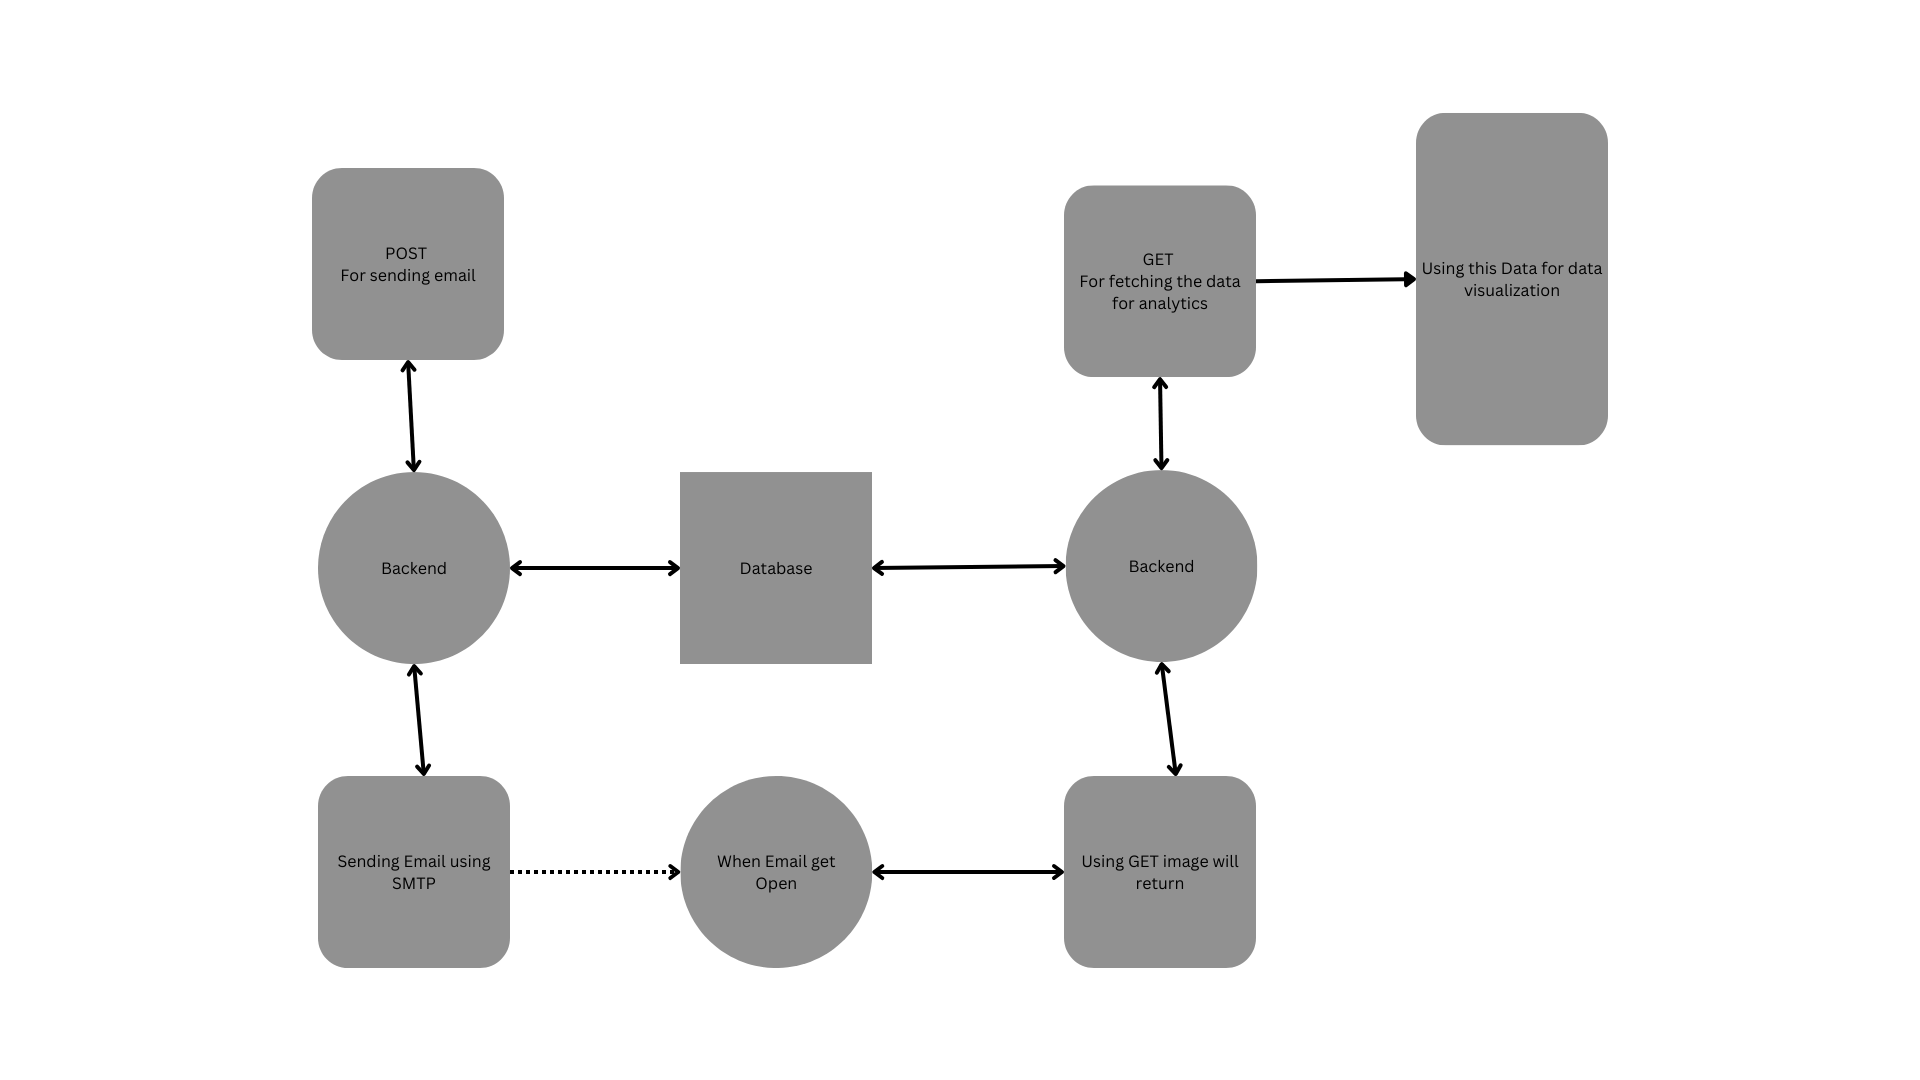 POST
For sending email
GET
For fetching the data
for analytics
Using this Data for data
visualization
Backend
Database
Backend
Sending Email using
SMTP
When Email get
Open
Using GET image will
return